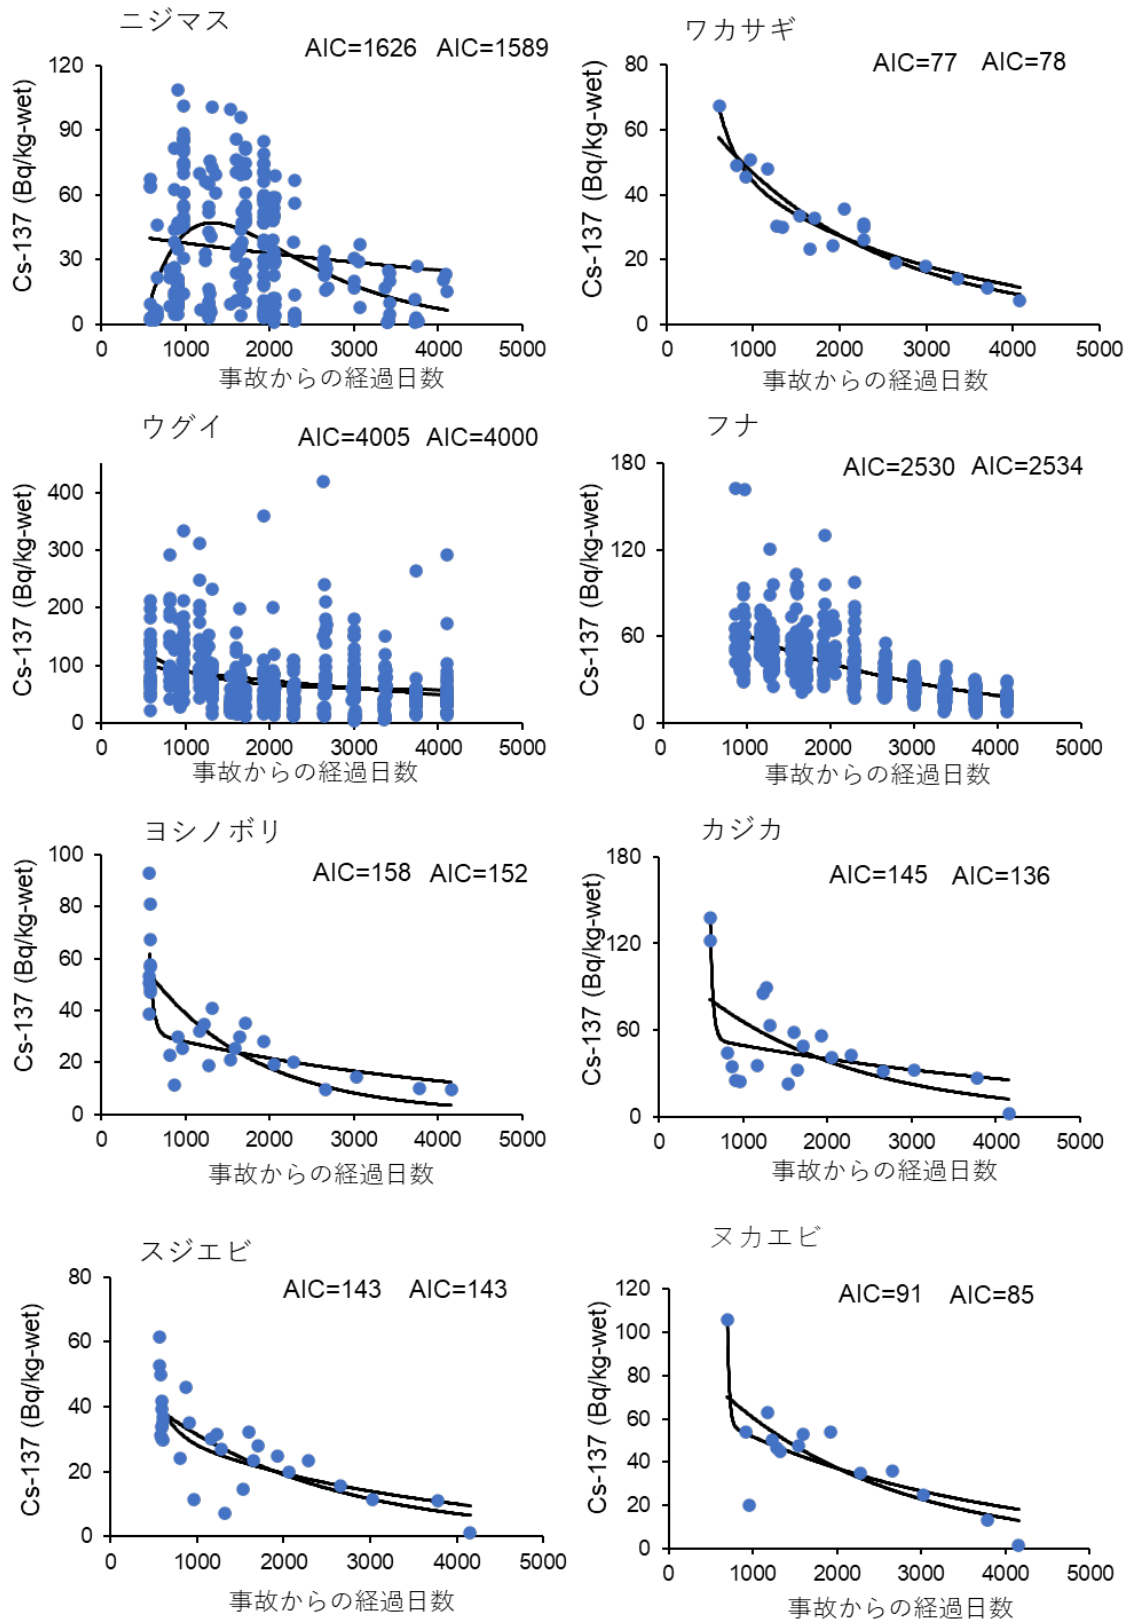 ニジマス
AIC=1626 AIC=1589
Cs-137 (Bq/kg-wet)
120
90
60
30
0
0 1000 2000 3000 4000 5000
事故からの経過日数
ワカサギ
AIC=77 AIC=78
Cs-137 (Bq/kg-wet)
80
60
40
20
0
0 1000 2000 3000 4000 5000
事故からの経過日数
ウグイ
AIC=4005 AIC=4000
Cs-137 (Bq/kg-wet)
400
300
200
100
0
0 1000 2000 3000 4000 5000
事故からの経過日数
フナ
AIC=2530 AIC=2534
Cs-137 (Bq/kg-wet)
180
120
60
0
0 1000 2000 3000 4000 5000
事故からの経過日数
ヨシノボリ
AIC=158 AIC=152
Cs-137 (Bq/kg-wet)
100
80
60
40
20
0
0 1000 2000 3000 4000 5000
事故からの経過日数
カジカ
AIC=145 AIC=136
Cs-137 (Bq/kg-wet)
180
120
60
0
0 1000 2000 3000 4000 5000
事故からの経過日数
スジエビ
AIC=143 AIC=143
Cs-137 (Bq/kg-wet)
80
60
40
20
0
0 1000 2000 3000 4000 5000
事故からの経過日数
ヌカエビ
AIC=91 AIC=85
Cs-137 (Bq/kg-wet)
120
100
80
60
40
20
0
0 1000 2000 3000 4000 5000
事故からの経過日数